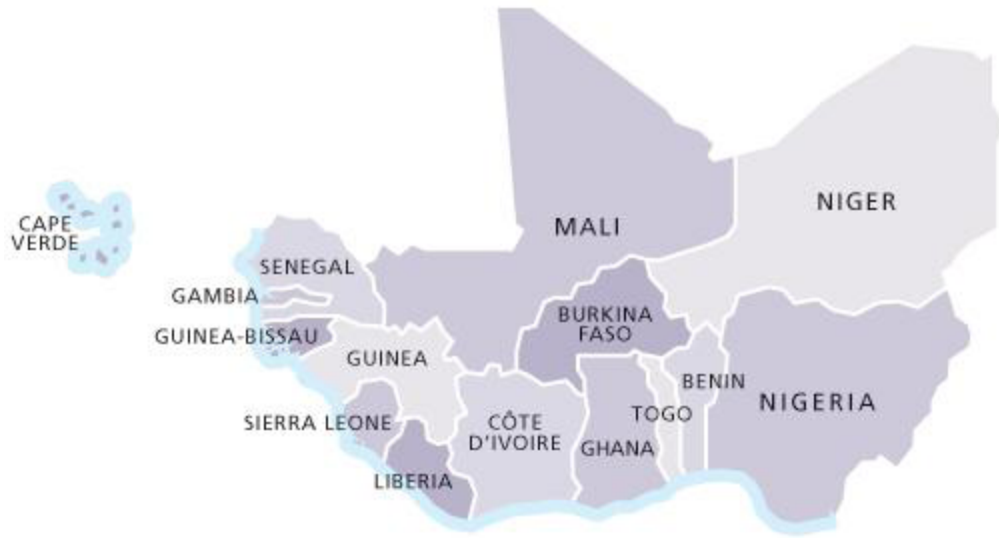 NIGER
MALI
CAPE
VERDE
SENEGAL
GAMBIA
BURKINA
FASO
GUINEA-BISSAU
GUINEA
BENIN
NIGERIA
TOGO
SIERRA LEONE
CÔTE
D'IVOIRE
GHANA
LIBERIA